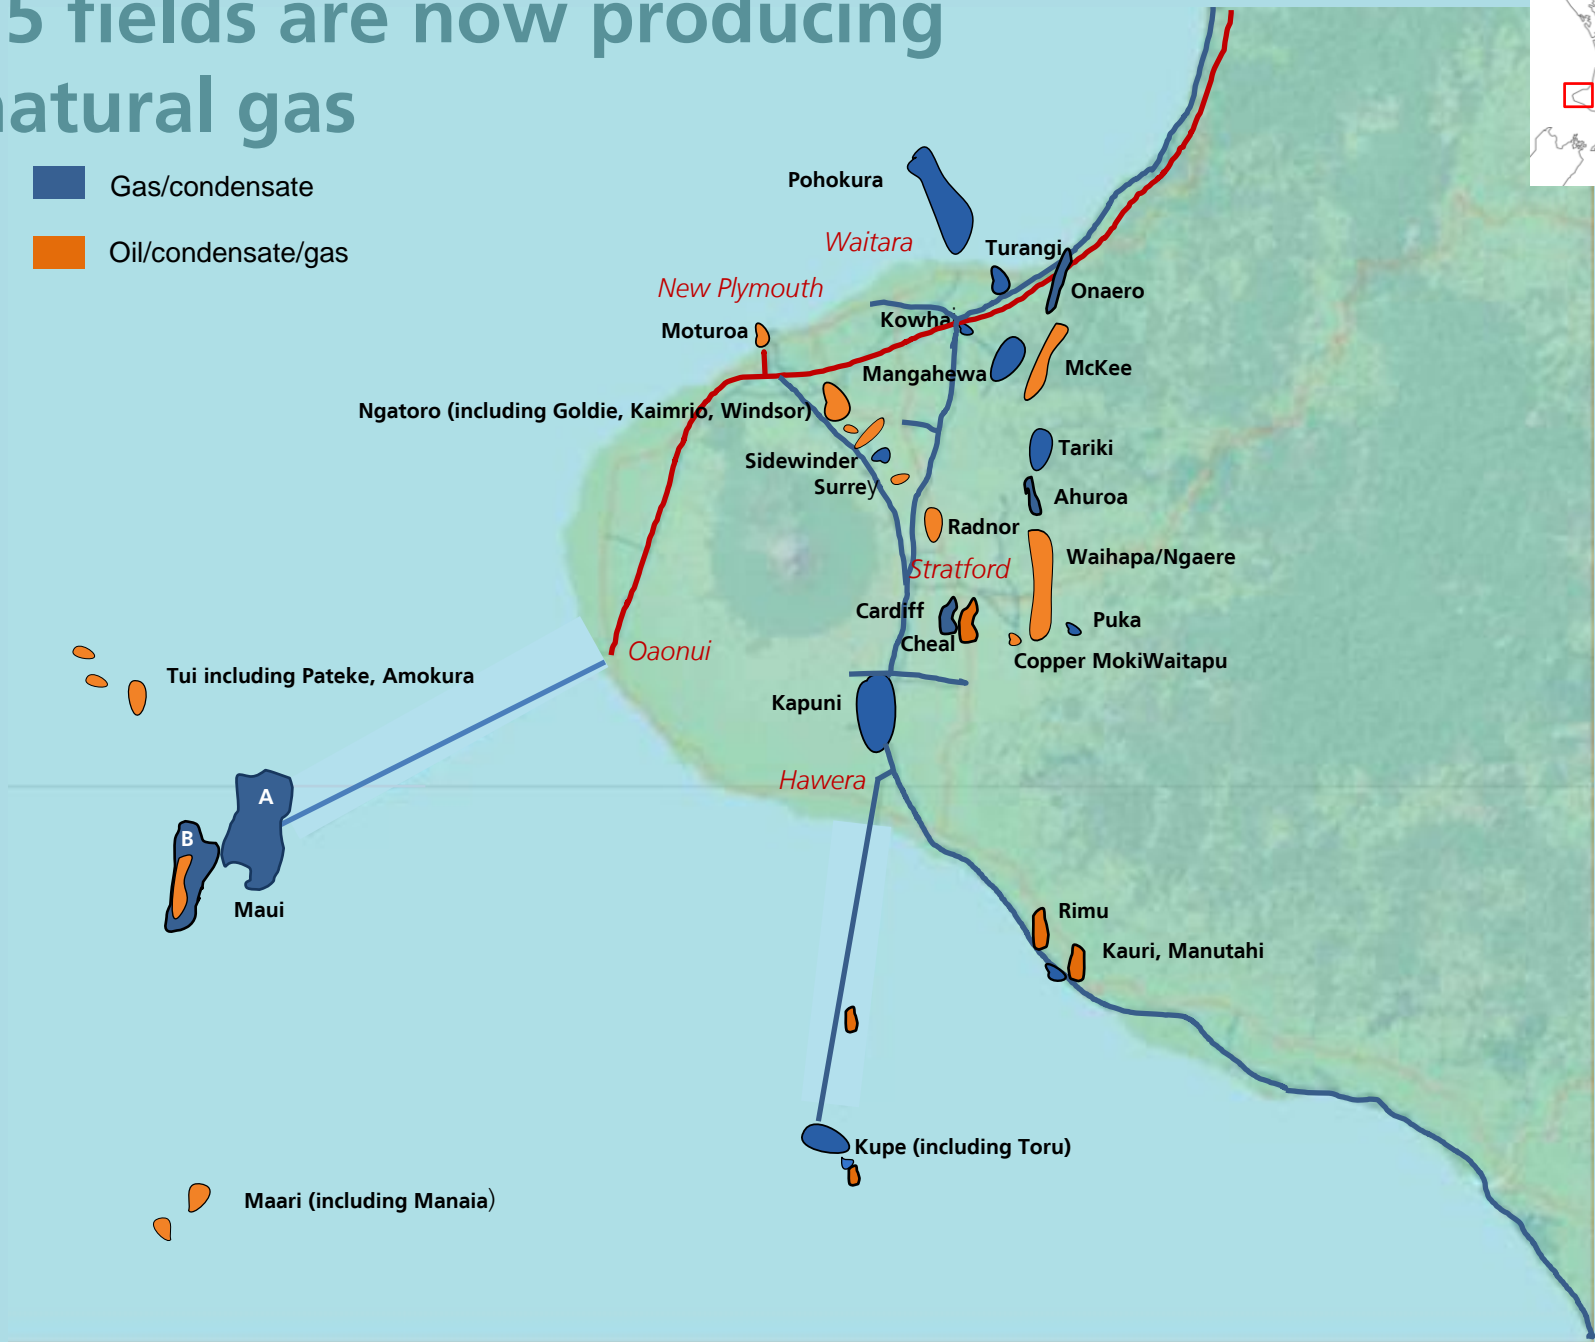 5 fields are now producing
natural gas
Gas/condensate
Oil/condensate/gas
Pohokura
Waitara
Turangi
New Plymouth
Onaero
Moturoa
Kowhai
Mangahewa
McKee
Ngatoro (including Goldie, Kaimrio, Windsor)
Tariki
Sidewinder
Surrey
Ahuroa
Radnor
Waihapa/Ngaere
Stratford
Cardiff
Puka
Cheal
Oaonui
Copper MokiWaitapu
Tui including Pateke, Amokura
Kapuni
Hawera
A
B
Maui
Rimu
Kauri, Manutahi
Kupe (including Toru)
Maari (including Manaia)